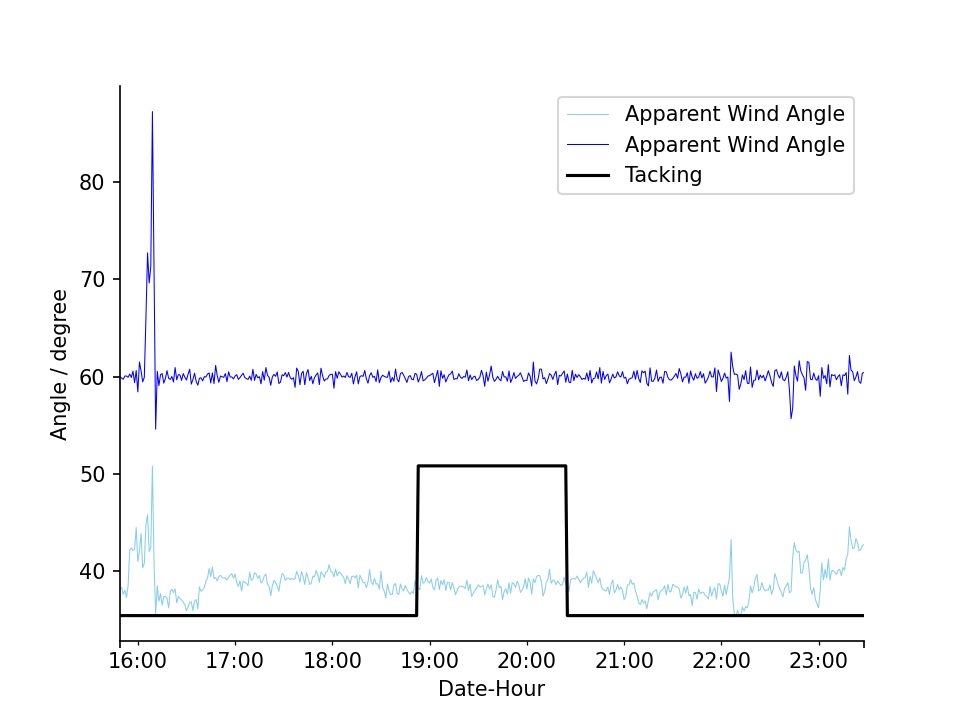 Apparent Wind Angle
Apparent Wind Angle
Tacking
Angle / degree
80
70
60
50
40
16:00 17:00 18:00 19:00 20:00 21:00 22:00 23:00
Date-Hour